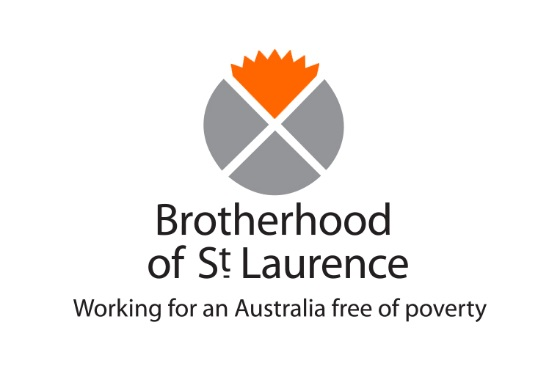 Brotherhood
of St Laurence
Working for an Australia free of poverty